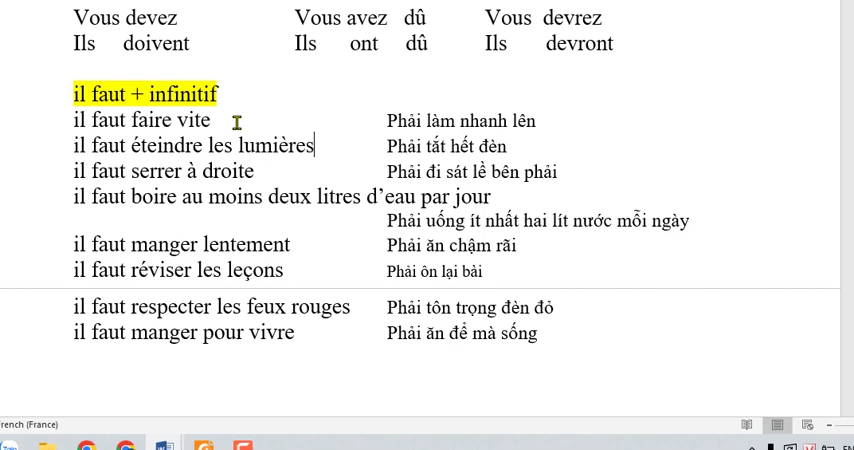 Vous devez Vous avez dû Vous devrez
Ils doivent Ils ont dû Ils devront
il faut + infinitif
il faut faire vite Phải làm nhanh lên
il faut éteindre les lumières Phải tắt hết đèn
il faut serrer à droite Phải đi sát lề bên phải
il faut boire au moins deux litres d’eau par jour
Phải uống ít nhất hai lít nước mỗi ngày
il faut manger lentement Phải ăn chậm rãi
il faut réviser les leçons Phải ôn lại bài
il faut respecter les feux rouges Phải tôn trọng đèn đỏ
il faut manger pour vivre Phải ăn để mà sống
rench (France)
Zalo
EN